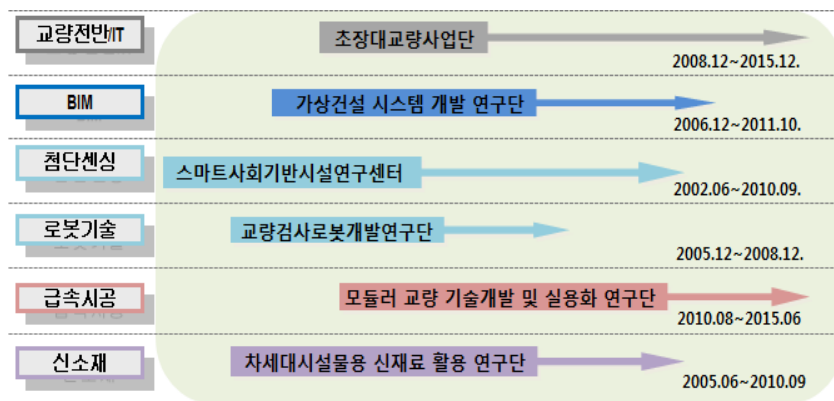 교량전반/IT
초장대교량사업단
2008.12~2015.12.
BIM
가상건설 시스템 개발 연구단
2006.12~2011.10.
첨단센싱
스마트사회기반시설연구센터
2002.06~2010.09.
로봇기술
교량검사로봇개발연구단
2005.12~2008.12.
급속시공
모듈러 교량 기술개발 및 실용화 연구단
2010.08~2015.06
신소재
차세대시설물용 신재료 활용 연구단
2005.06~2010.09